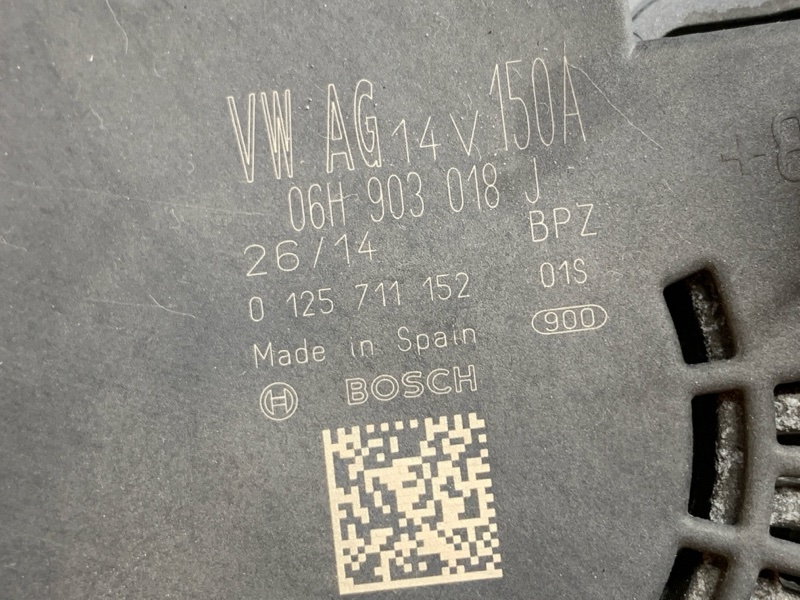 VW AG 14V 150A
06H 903 018 J
26/14 BPZ
0 125 711 152 01S
Made in Spain 900
BOSCH